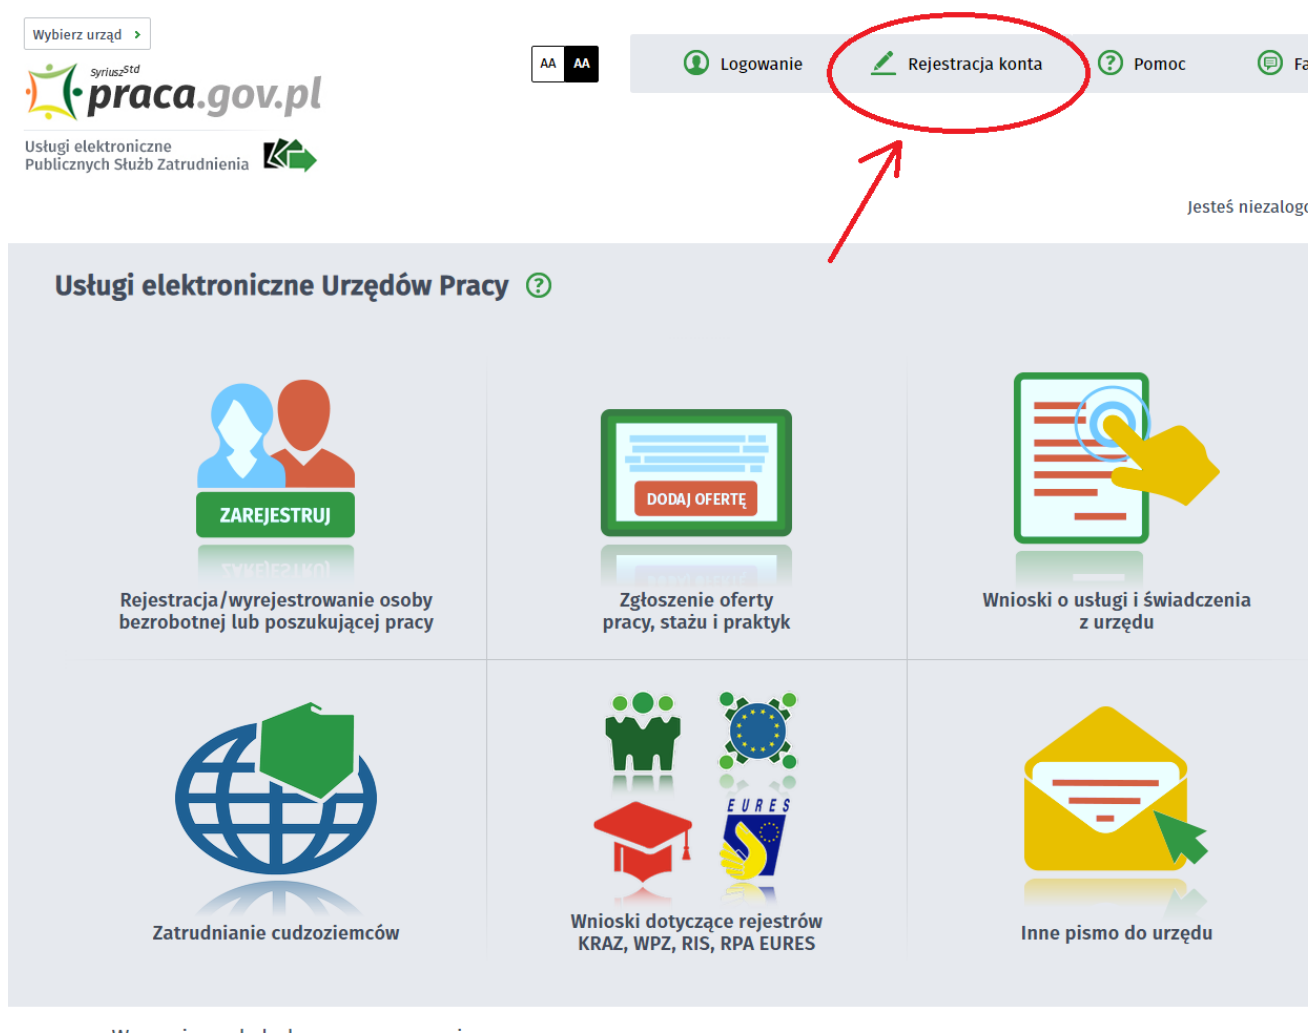 Wybierz urząd
SyriuszStd
praca.gov.pl
Usługi elektroniczne
Publicznych Służb Zatrudnienia
AA AA
Logowanie
Rejestracja konta
Pomoc
Jesteś
Usługi elektroniczne Urzędów Pracy
ZAREJESTRUJ
Rejestracja/wyrejestrowanie osoby
bezrobotnej lub poszukującej pracy
DODAJ OFERTĘ
Zgłoszenie oferty
pracy, stażu i praktyk
Wnioski o usługi i świadczenia
z urzędu
Zatrudnianie cudzoziemców
EURES
Wnioski dotyczące rejestrów
KRAZ, WPZ, RIS, RPA EURES
Inne pismo do urzędu